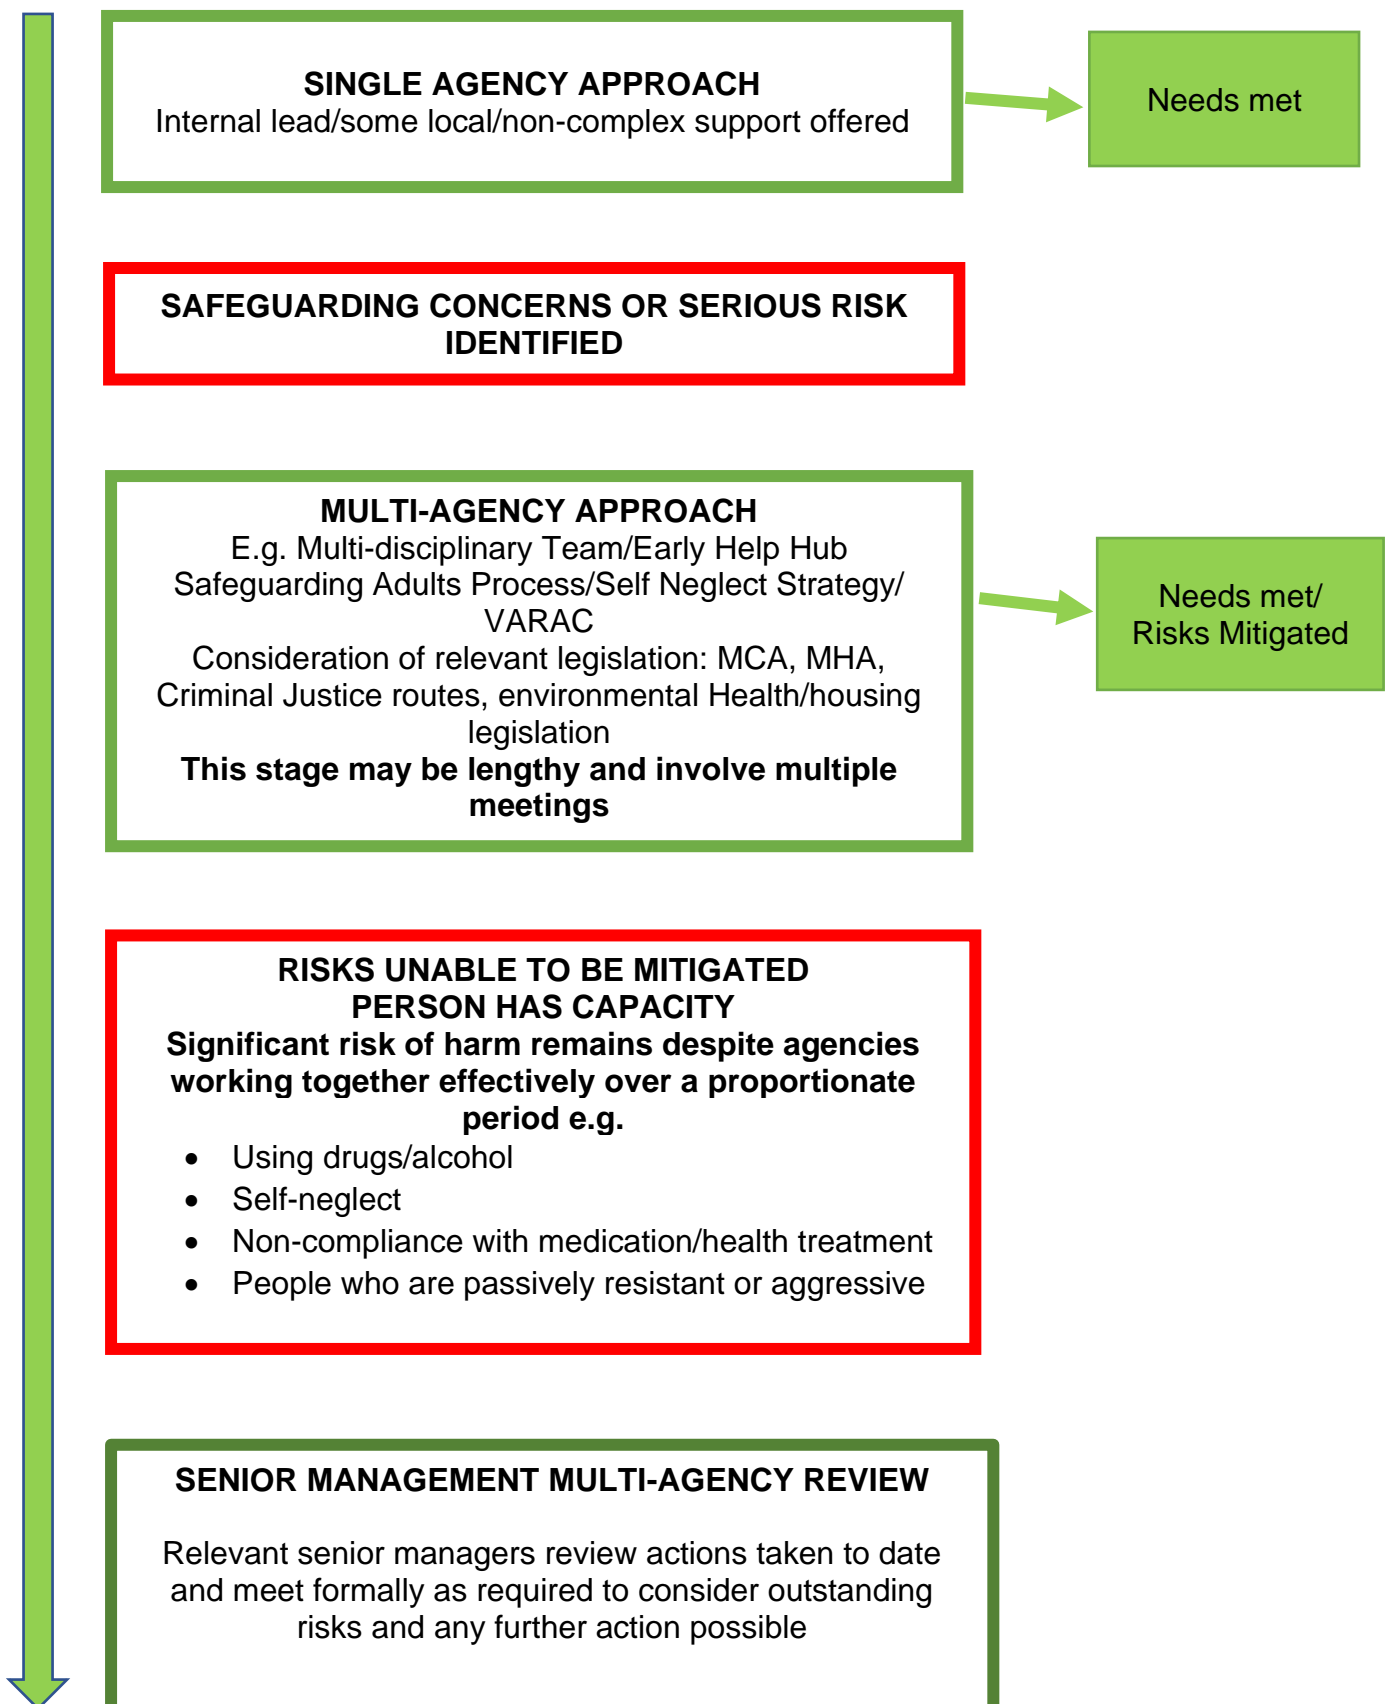 SINGLE AGENCY APPROACH
Internal lead/some local/non-complex support offered
Needs met
SAFEGUARDING CONCERNS OR SERIOUS RISK
IDENTIFIED
MULTI-AGENCY APPROACH
E.g. Multi-disciplinary Team/Early Help Hub
Safeguarding Adults Process/Self Neglect Strategy/
VARAC
Consideration of relevant legislation: MCA, MHA,
Criminal Justice routes, environmental Health/housing
legislation
This stage may be lengthy and involve multiple
meetings
Needs met/
Risks Mitigated
RISKS UNABLE TO BE MITIGATED
PERSON HAS CAPACITY
Significant risk of harm remains despite agencies
working together effectively over a proportionate
period e.g.
• Using drugs/alcohol
• Self-neglect
• Non-compliance with medication/health treatment
• People who are passively resistant or aggressive
SENIOR MANAGEMENT MULTI-AGENCY REVIEW
Relevant senior managers review actions taken to date
and meet formally as required to consider outstanding
risks and any further action possible